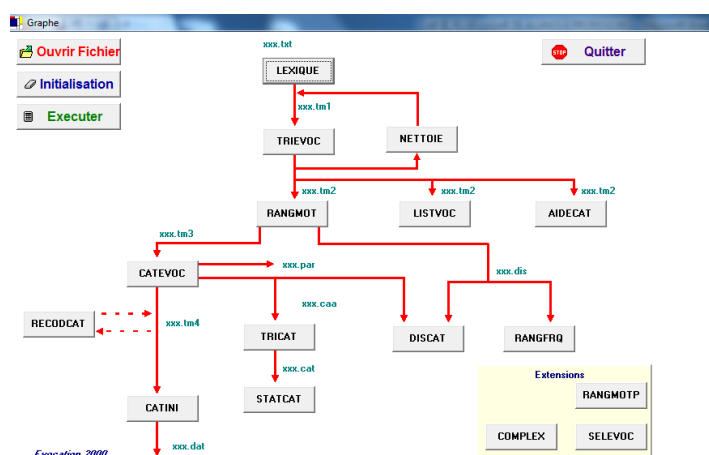 Graphe
Ouvrir Fichier
xxx.txt
Quitter
STOP
LEXIQUE
Initialisation
xxx.tm1
Executer
TRIEVOC
NETTOIE
xxx.tm2
xxx.tm2
xxx.tm2
RANGMOT
LISTVOC
AIDECAT
xxx.tm3
CATEVOC
xxx.par
xxx.dis
xxx.caa
RECODCAT
xxx.tm4
TRICAT
DISCAT
RANGFRQ
xxx.cat
Extensions
STATCAT
RANGMOTP
CATINI
COMPLEX
SELEVOC
xxx.dat
Evocation 2000